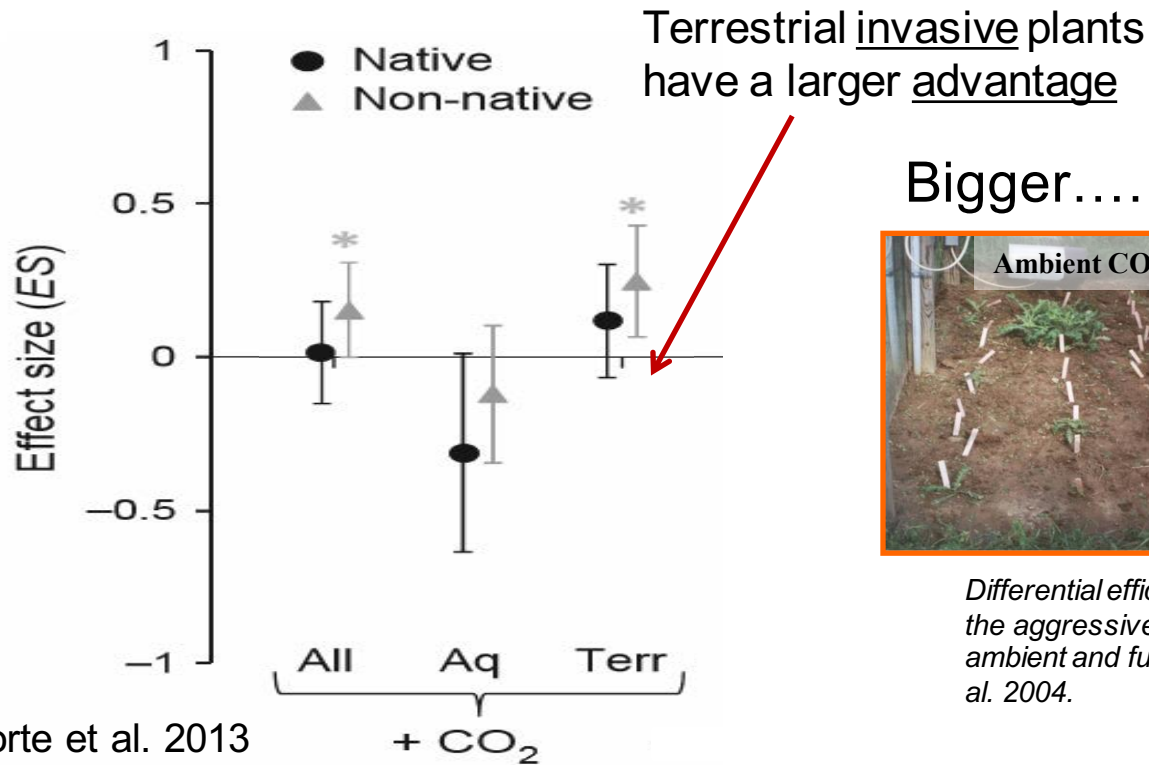 Terrestrial invasive plants
have a larger advantage
Native
Non-native
1
0.5
0
–0.5
–1
Effect size (ES)
*
*
All
Aq
Terr
+ CO₂
orte et al. 2013
Bigger....
Ambient CO
Differential effic
the aggressive
ambient and fu
al. 2004.